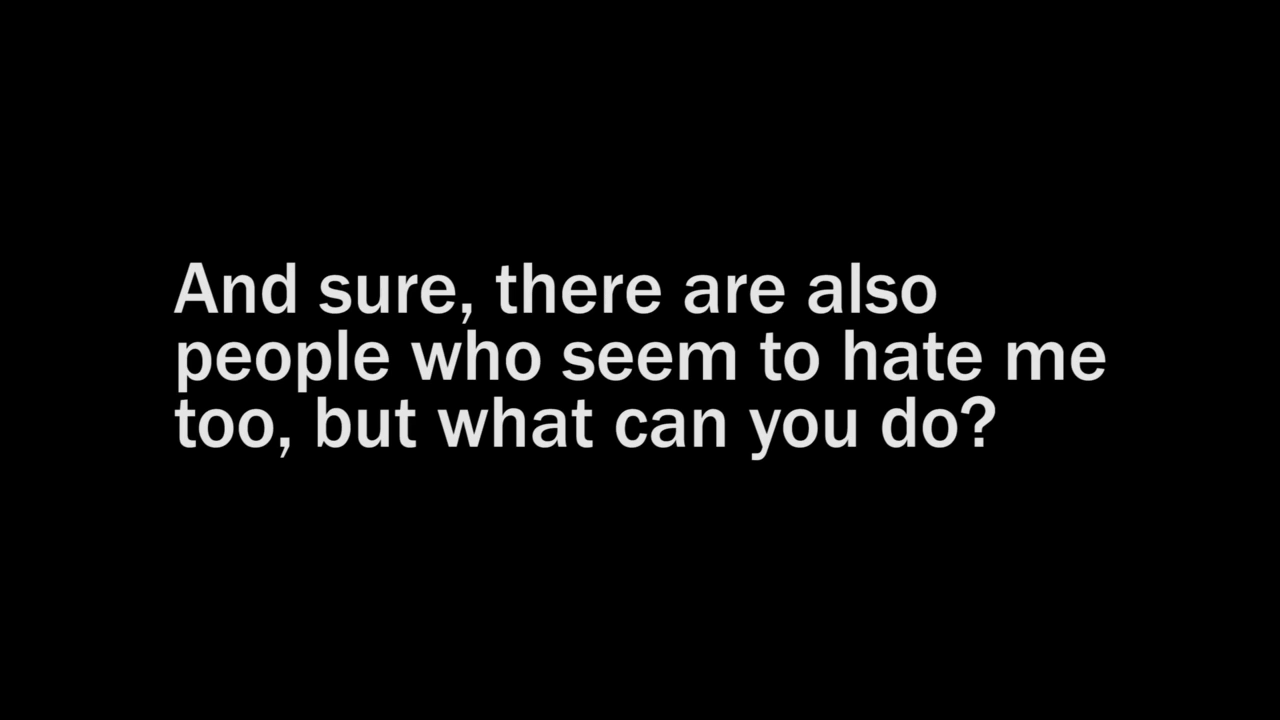 And sure, there are also
people who seem to hate me
too, but what can you do?